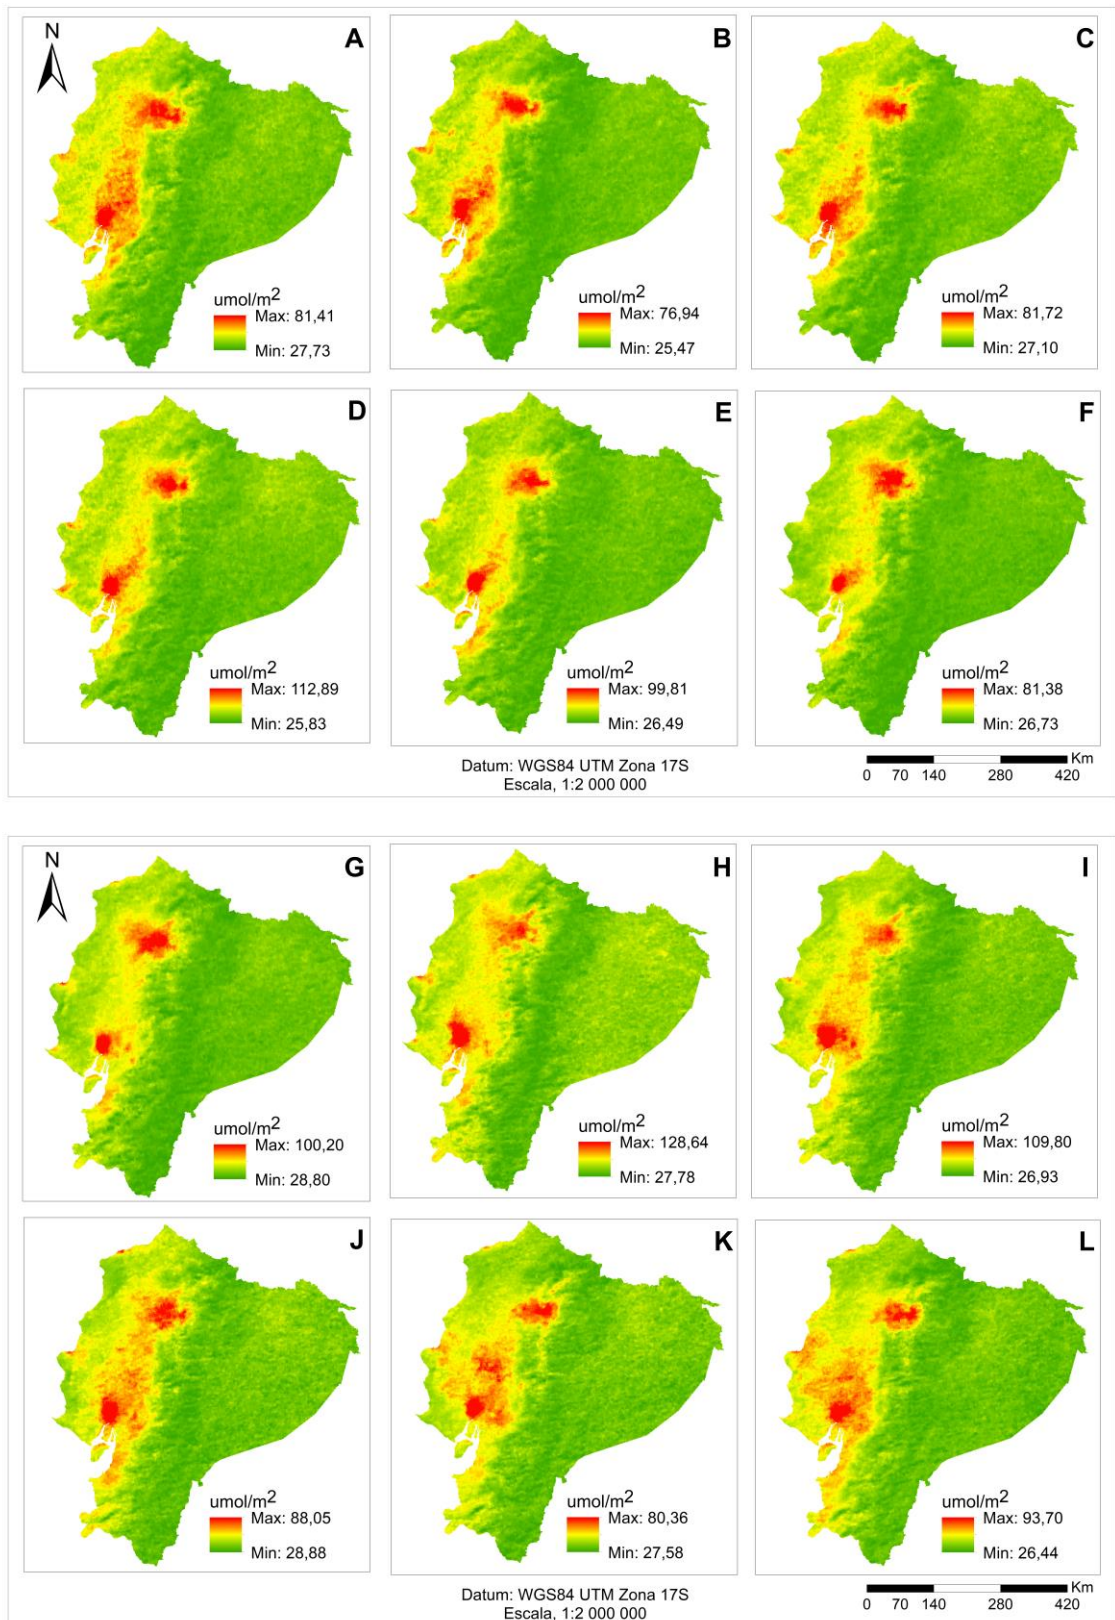 N
A
umol/m2
Max: 81,41
Min: 27,73
B
umol/m2
Max: 76,94
Min: 25,47
C
umol/m2
Max: 81,72
Min: 27,10
D
umol/m2
Max: 112,89
Min: 25,83
E
umol/m2
Max: 99,81
Min: 26,49
F
umol/m2
Max: 81,38
Min: 26,73
Datum: WGS84 UTM Zona 17S
Escala, 1:2 000 000
Km
0 70 140 280 420
N
G
umol/m2
Max: 100,20
Min: 28,80
H
umol/m2
Max: 128,64
Min: 27,78
I
umol/m2
Max: 109,80
Min: 26,93
J
umol/m2
Max: 88,05
Min: 28,88
K
umol/m2
Max: 80,36
Min: 27,58
L
umol/m2
Max: 93,70
Min: 26,44
Datum: WGS84 UTM Zona 17S
Escala, 1:2 000 000
Km
0 70 140 280 420